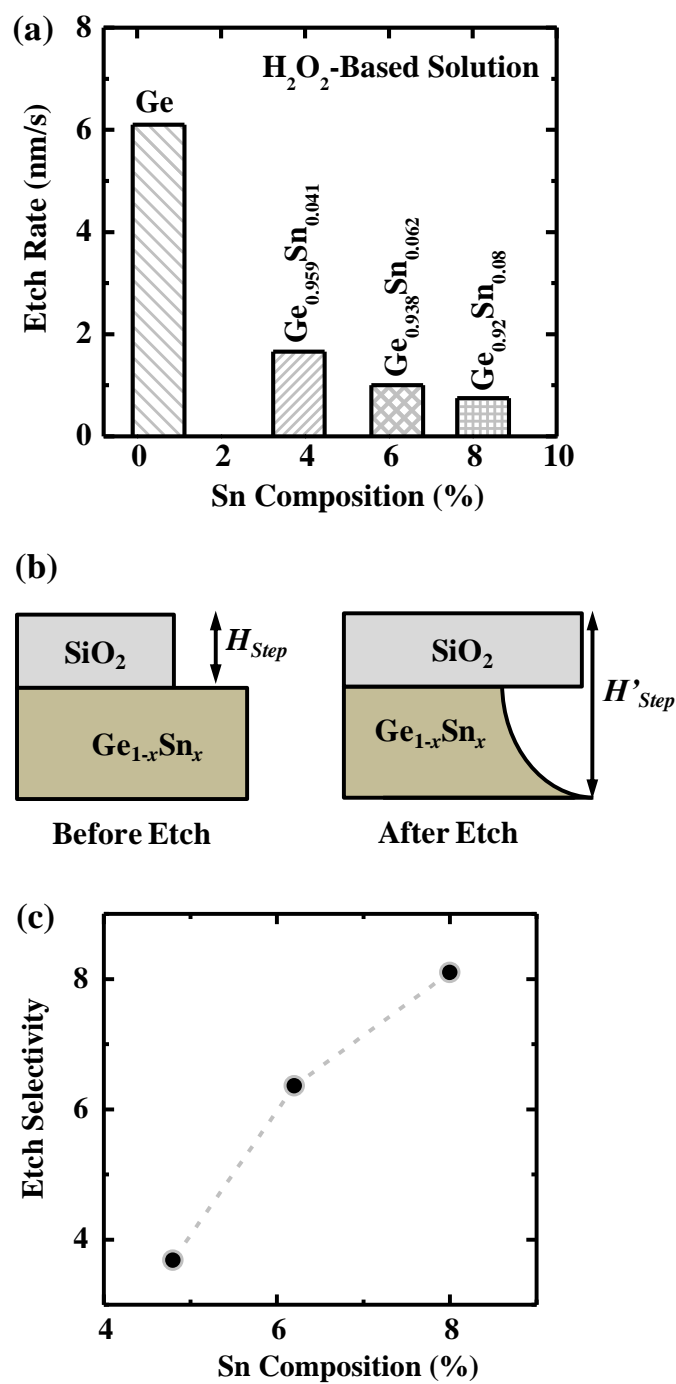 (a)
8
6
4
2
0
Etch Rate (nm/s)
H₂O₂-Based Solution
Ge
Ge₀.₉₅₉Sn₀.₀₄₁
Ge₀.₉₃₈Sn₀.₀₆₂
Ge₀.₉₂Sn₀.₀₈
0 2 4 6 8 10
Sn Composition (%)
(b)
SiO₂
H_Step
Ge₁₋ₓSnₓ
Before Etch
SiO₂
H'_Step
Ge₁₋ₓSnₓ
After Etch
(c)
8
6
4
Etch Selectivity
4 6 8
Sn Composition (%)